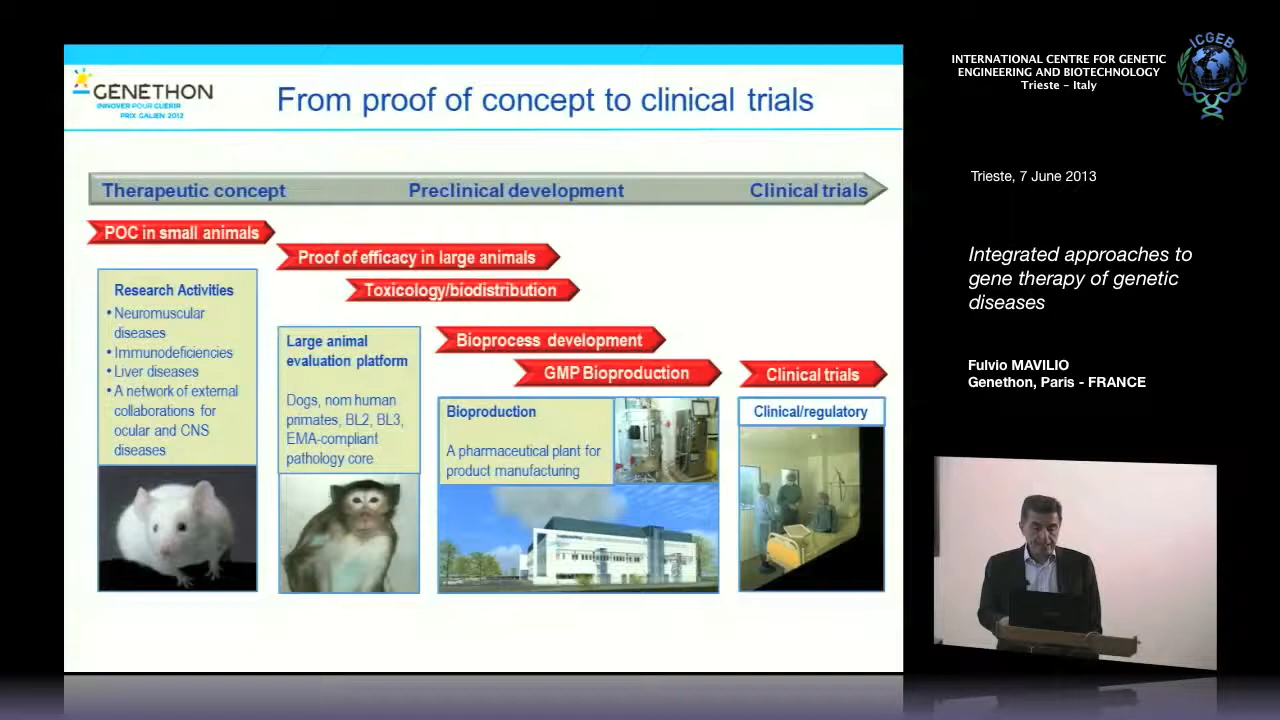 GENETHON
INNOVER POUR GUÉRIR
PRIX GALIEN 2012
From proof of concept to clinical trials
Therapeutic concept Preclinical development Clinical trials
POC in small animals
Proof of efficacy in large animals
Toxicology/biodistribution
Bioprocess development
GMP Bioproduction
Clinical trials
Research Activities
• Neuromuscular
diseases
• Immunodeficiencies
• Liver diseases
• A network of external
collaborations for
ocular and CNS
diseases
Large animal
evaluation platform
Dogs, nom human
primates, BL2, BL3,
EMA-compliant
pathology core
Bioproduction
A pharmaceutical plant for
product manufacturing
Clinical/regulatory
INTERNATIONAL CENTRE FOR GENETIC
ENGINEERING AND BIOTECHNOLOGY
Trieste - Italy
ICGEB
Trieste, 7 June 2013
Integrated approaches to
gene therapy of genetic
diseases
Fulvio MAVILIO
Genethon, Paris - FRANCE